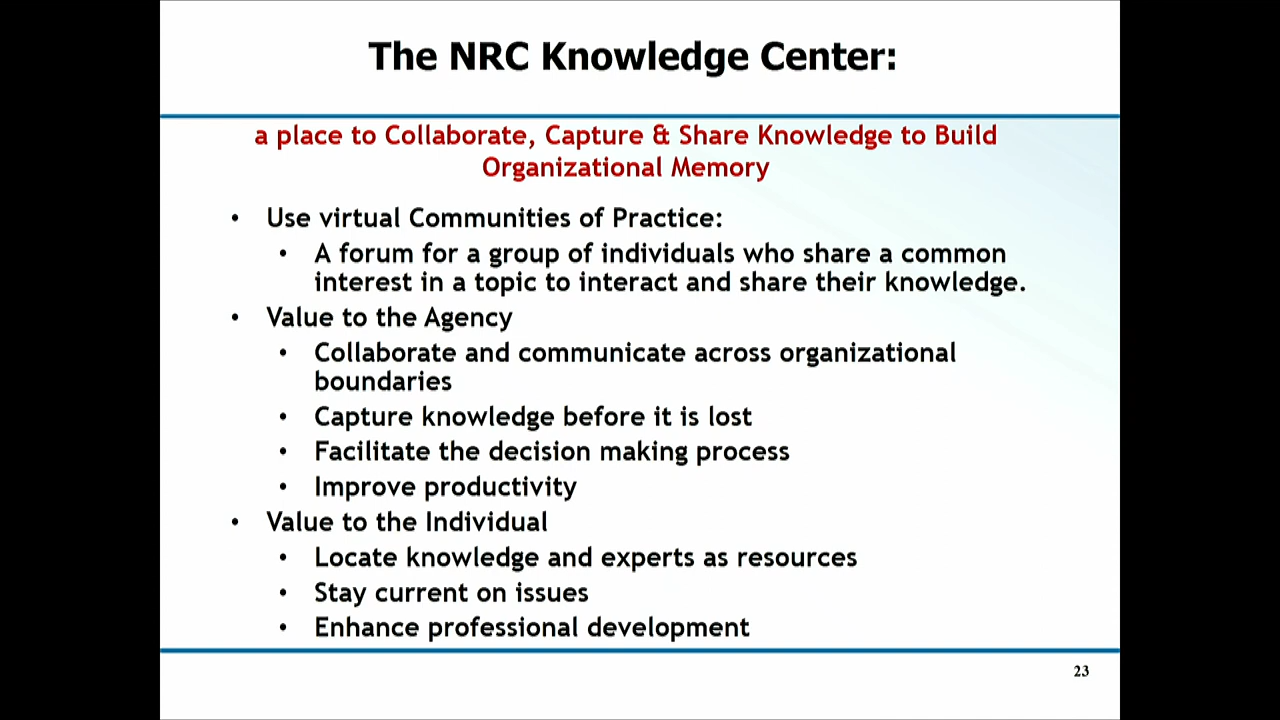 The NRC Knowledge Center:
a place to Collaborate, Capture & Share Knowledge to Build
Organizational Memory
• Use virtual Communities of Practice:
• A forum for a group of individuals who share a common
interest in a topic to interact and share their knowledge.
• Value to the Agency
• Collaborate and communicate across organizational
boundaries
• Capture knowledge before it is lost
• Facilitate the decision making process
• Improve productivity
• Value to the Individual
• Locate knowledge and experts as resources
• Stay current on issues
• Enhance professional development
23